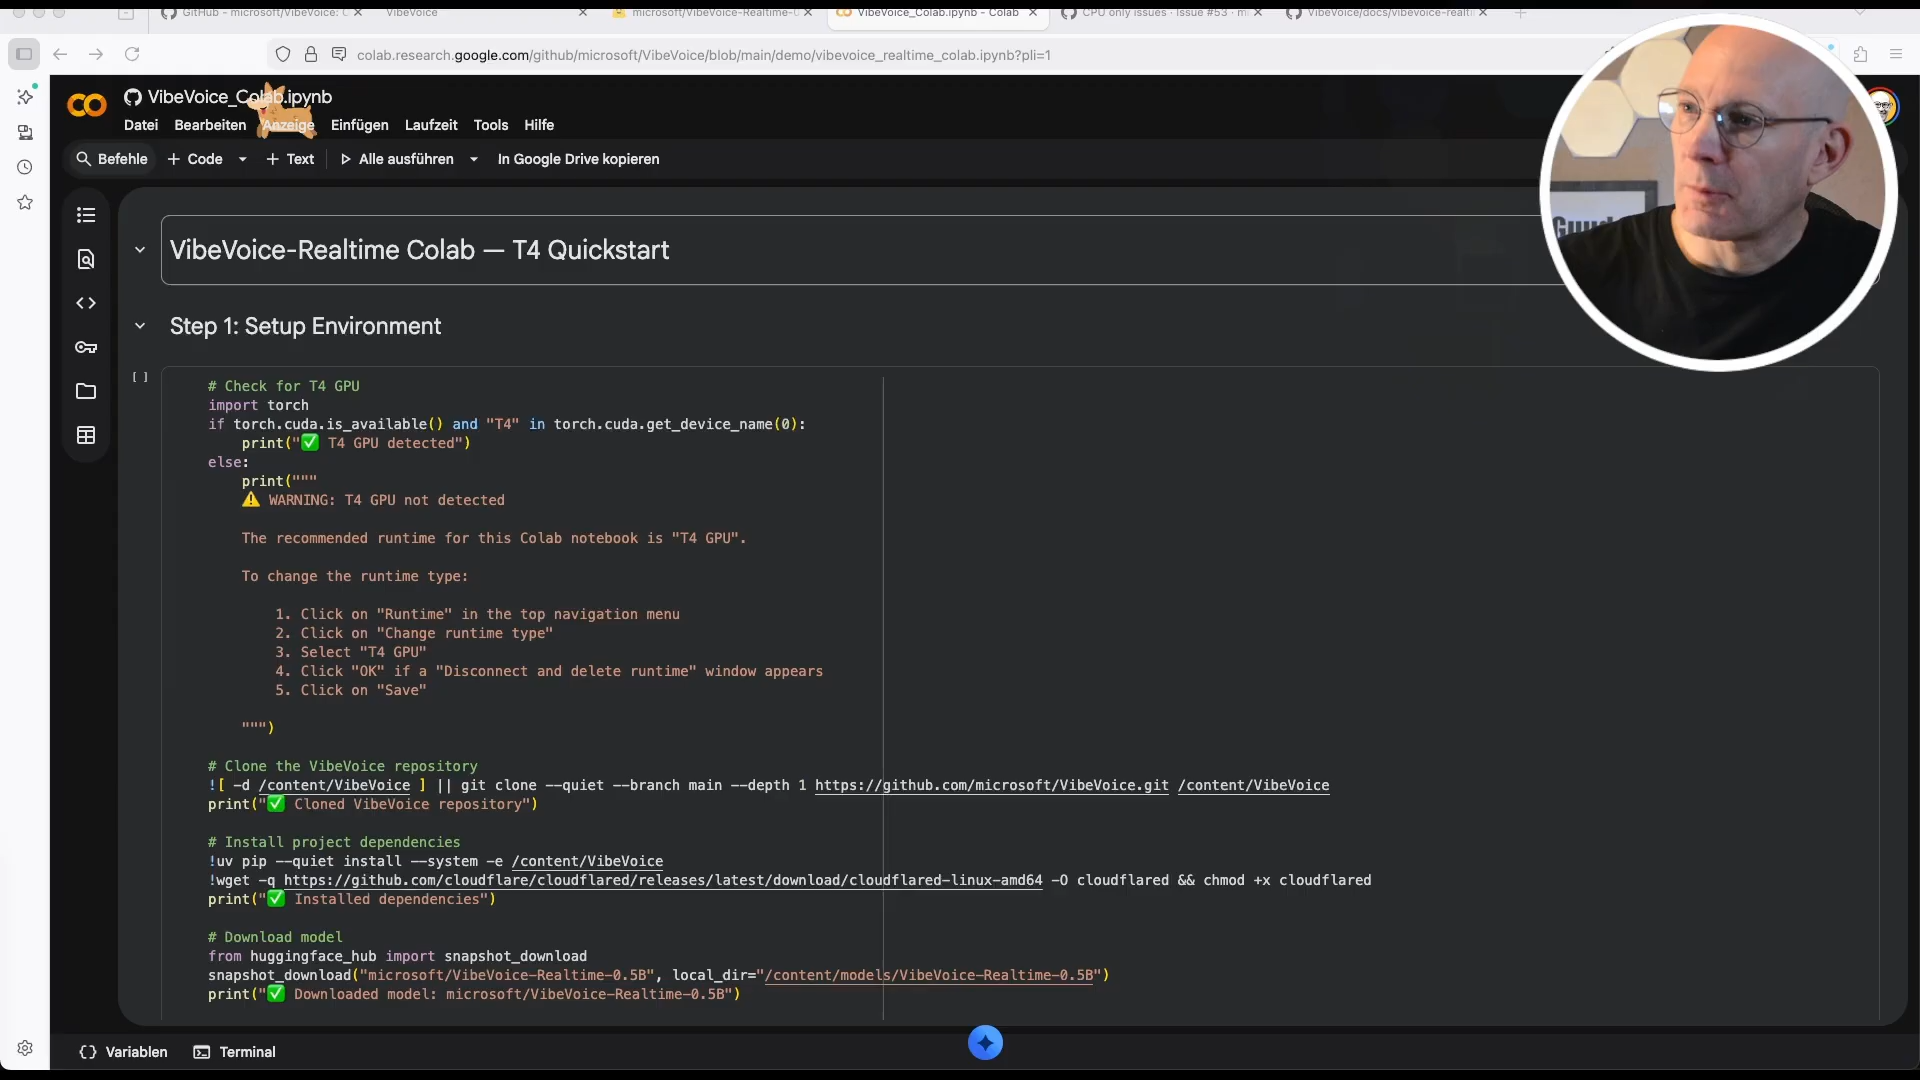 GitHub - microsoft/VibeVoice:
VibeVoice
microsoft/VibeVoice-Realtime-
VibeVoice_Colab.ipynb - Colab
CPU only issues · Issue #53 ·
VibeVoice/docs/vibevoice-realti
colab.research.google.com/github/microsoft/VibeVoice/blob/main/demo/vibevoice_realtime_colab.ipynb?pli=1
VibeVoice_Colab.ipynb
Datei Bearbeiten Anzeige Einfügen Laufzeit Tools Hilfe
Befehle + Code + Text Alle ausführen In Google Drive kopieren
VibeVoice-Realtime Colab — T4 Quickstart
Step 1: Setup Environment
[ ]
# Check for T4 GPU
import torch
if torch.cuda.is_available() and "T4" in torch.cuda.get_device_name(0):
print("✅ T4 GPU detected")
else:
print("""
⚠️ WARNING: T4 GPU not detected
The recommended runtime for this Colab notebook is "T4 GPU".
To change the runtime type:
1. Click on "Runtime" in the top navigation menu
2. Click on "Change runtime type"
3. Select "T4 GPU"
4. Click "OK" if a "Disconnect and delete runtime" window appears
5. Click on "Save"
""")
# Clone the VibeVoice repository
![ -d /content/VibeVoice ] || git clone --quiet --branch main --depth 1 https://github.com/microsoft/VibeVoice.git /content/VibeVoice
print("✅ Cloned VibeVoice repository")
# Install project dependencies
!uv pip --quiet install --system -e /content/VibeVoice
!wget -q https://github.com/cloudflare/cloudflared/releases/latest/download/cloudflared-linux-amd64 -O cloudflared && chmod +x cloudflared
print("✅ Installed dependencies")
# Download model
from huggingface_hub import snapshot_download
snapshot_download("microsoft/VibeVoice-Realtime-0.5B", local_dir="/content/models/VibeVoice-Realtime-0.5B")
print("✅ Downloaded model: microsoft/VibeVoice-Realtime-0.5B")
Variablen Terminal